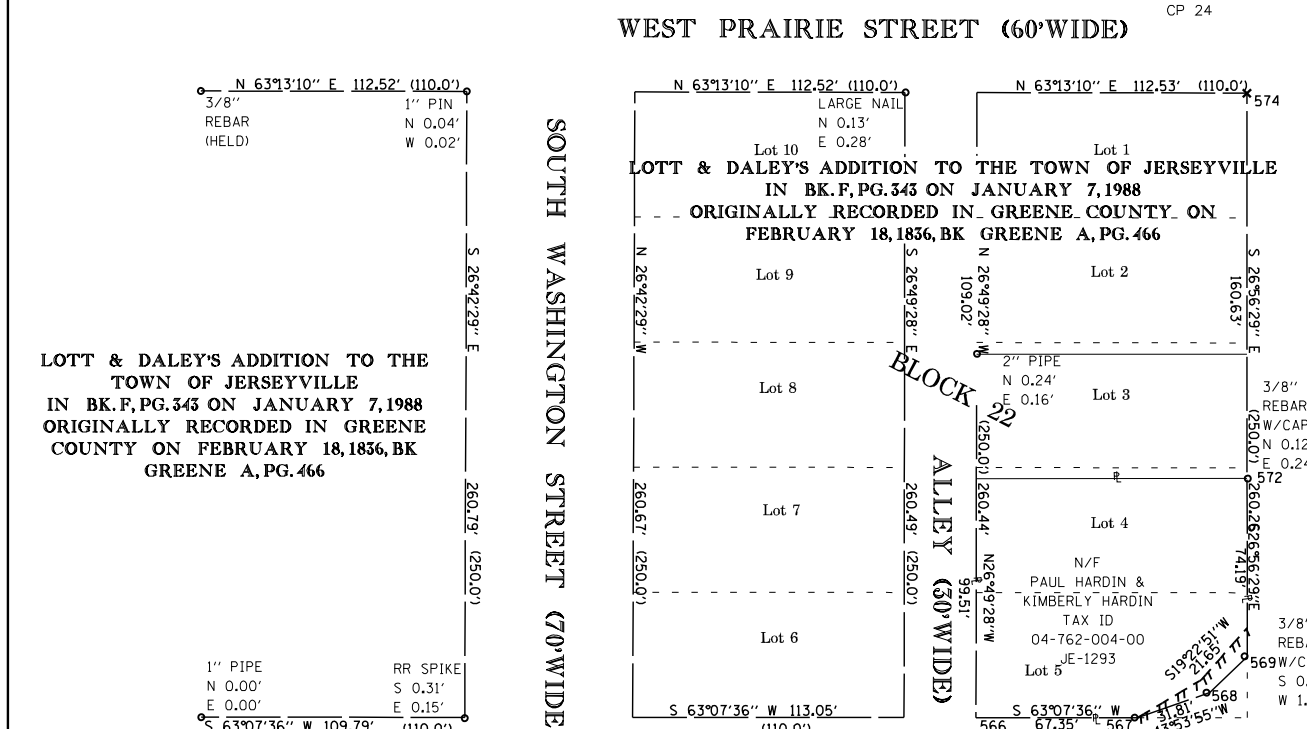 CP 24
WEST PRAIRIE STREET (60'WIDE)
N 63°13'10'' E 112.52' (110.0')
3/8''
REBAR
(HELD)
1'' PIN
N 0.04'
W 0.02'
S 26°42'29'' E
260.79' (250.0')
LOTT & DALEY'S ADDITION TO THE
TOWN OF JERSEYVILLE
IN BK.F,PG.343 ON JANUARY 7,1988
ORIGINALLY RECORDED IN GREENE
COUNTY ON FEBRUARY 18,1836,BK
GREENE A,PG.466
1'' PIPE
N 0.00'
E 0.00'
RR SPIKE
S 0.31'
E 0.15'
S 63°07'36'' W 109.79' (110.0')
SOUTH WASHINGTON STREET (70'WIDE
N 63°13'10'' E 112.52' (110.0')
LARGE NAIL
N 0.13'
E 0.28'
Lot 10
N 63°13'10'' E 112.53' (110.0')
574
Lot 1
LOTT & DALEY'S ADDITION TO THE TOWN OF JERSEYVILLE
IN BK.F,PG.343 ON JANUARY 7,1988
ORIGINALLY RECORDED IN GREENE COUNTY ON
FEBRUARY 18,1836,BK GREENE A,PG.466
N 26°42'29'' W
260.67' (250.0')
Lot 9
Lot 8
Lot 7
Lot 6
S 26°49'28'' E
260.49' (250.0')
S 63°07'36'' W 113.05'
(110.0')
BLOCK 22
ALLEY (30'WIDE)
N 26°49'28'' W
109.02'
(250.0') 260.44'
N26°49'28''W
99.51'
Lot 2
S 26°56'29'' E
160.63'
2'' PIPE
N 0.24'
E 0.16'
Lot 3
(250.0')
3/8''
REBAR
W/CAP
N 0.12
E 0.24
572
PL
Lot 4
N/F
PAUL HARDIN &
KIMBERLY HARDIN
TAX ID
04-762-004-00
JE-1293
Lot 5
74.19'
S19°22'51''W
21.65'
569
568
31.81'
3/8''
REB
W/C
S 0.
W 1.
S 63°07'36'' W
67.35'
566
567
53'55''W